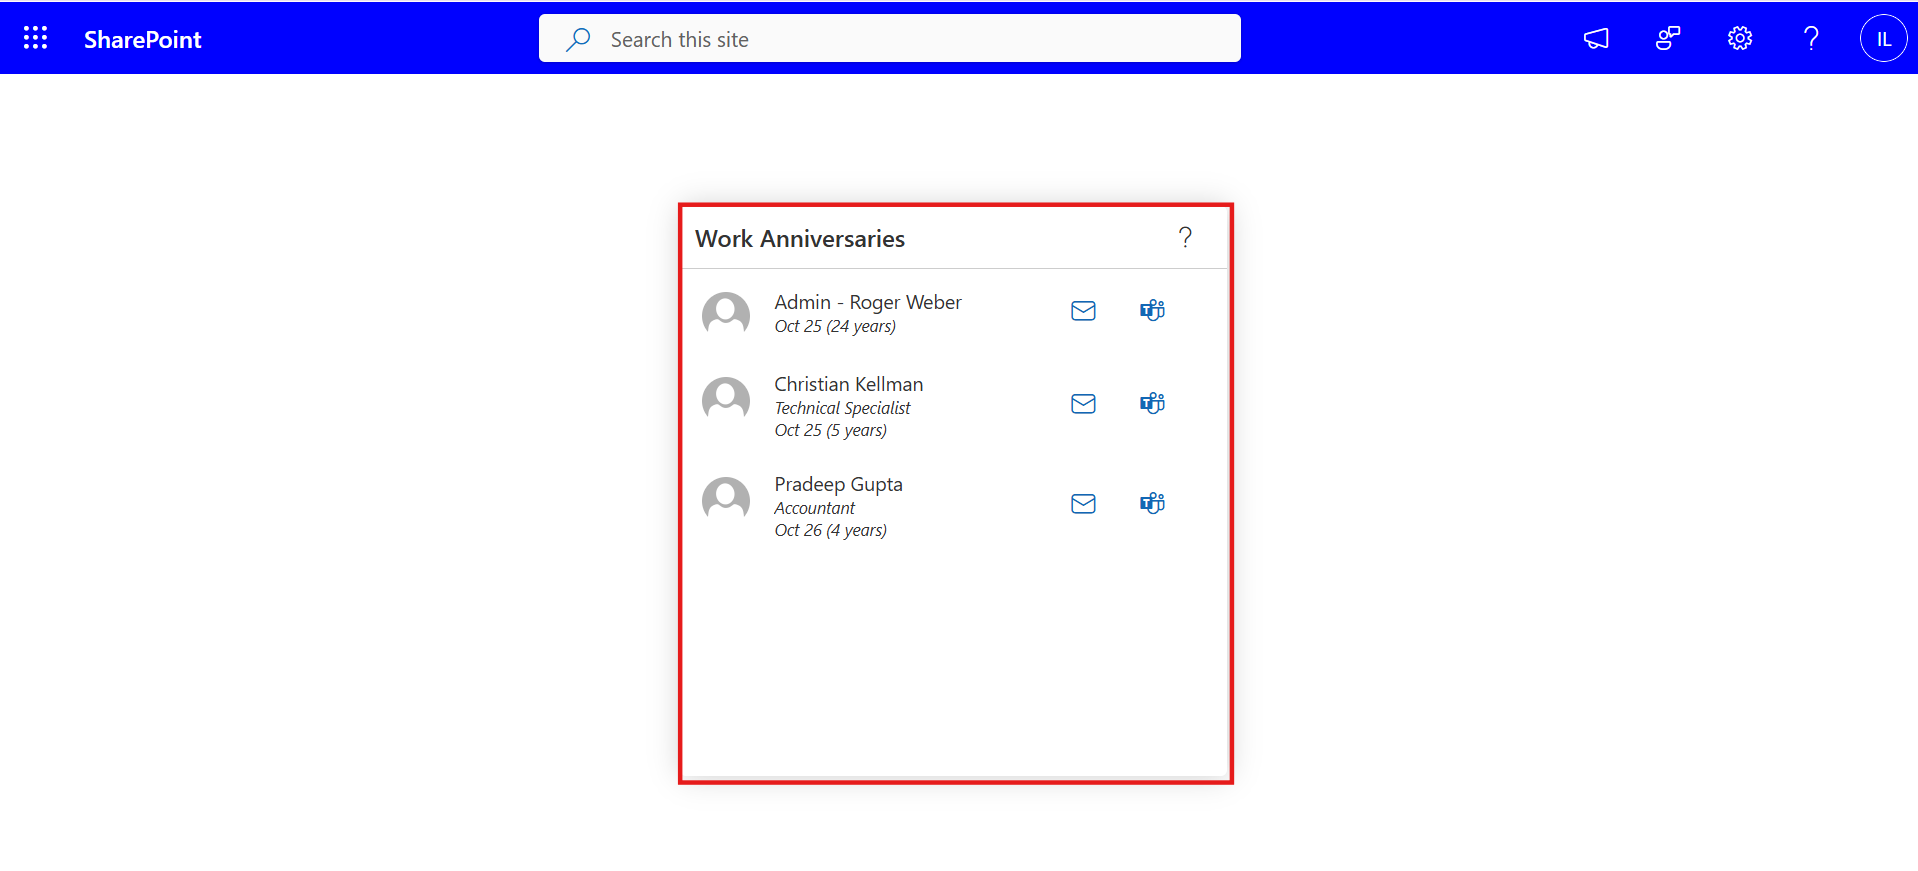 SharePoint
Search this site
IL
Work Anniversaries
?
Admin - Roger Weber
Oct 25 (24 years)
Christian Kellman
Technical Specialist
Oct 25 (5 years)
Pradeep Gupta
Accountant
Oct 26 (4 years)